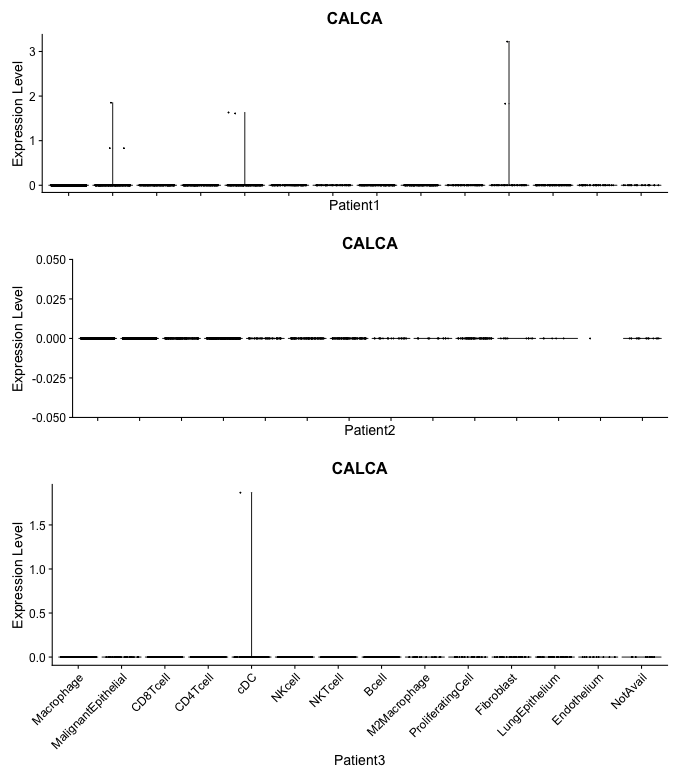 CALCA
Expression Level
3
2
1
0
Patient1
CALCA
Expression Level
0.050
0.025
0.000
-0.025
-0.050
Patient2
CALCA
Expression Level
1.5
1.0
0.5
0.0
Macrophage
MalignantEpithelial
CD8Tcell
CD4Tcell
cDC
NKcell
NKTcell
Bcell
M2Macrophage
ProliferatingCell
Fibroblast
LungEpithelium
Endothelium
NotAvail
Patient3